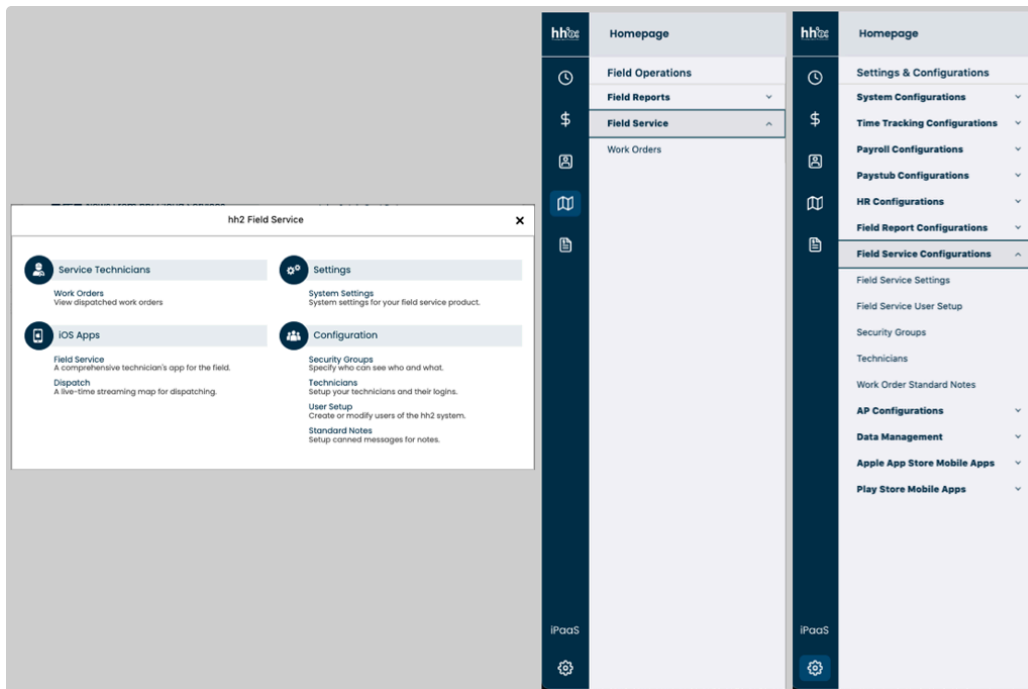 hh2 Field Service
Service Technicians
Work Orders
View dispatched work orders
iOS Apps
Field Service
A comprehensive technician's app for the field.
Dispatch
A live-time streaming map for dispatching.
Settings
System Settings
System settings for your field service product.
Configuration
Security Groups
Specify who can see who and what.
Technicians
Setup your technicians and their logins.
User Setup
Create or modify users of the hh2 system.
Standard Notes
Setup canned messages for notes.
hh2
Homepage
Field Operations
Field Reports
Field Service
Work Orders
iPaaS
hh2
Homepage
Settings & Configurations
System Configurations
Time Tracking Configurations
Payroll Configurations
Paystub Configurations
HR Configurations
Field Report Configurations
Field Service Configurations
Field Service Settings
Field Service User Setup
Security Groups
Technicians
Work Order Standard Notes
AP Configurations
Data Management
Apple App Store Mobile Apps
Play Store Mobile Apps
iPaaS